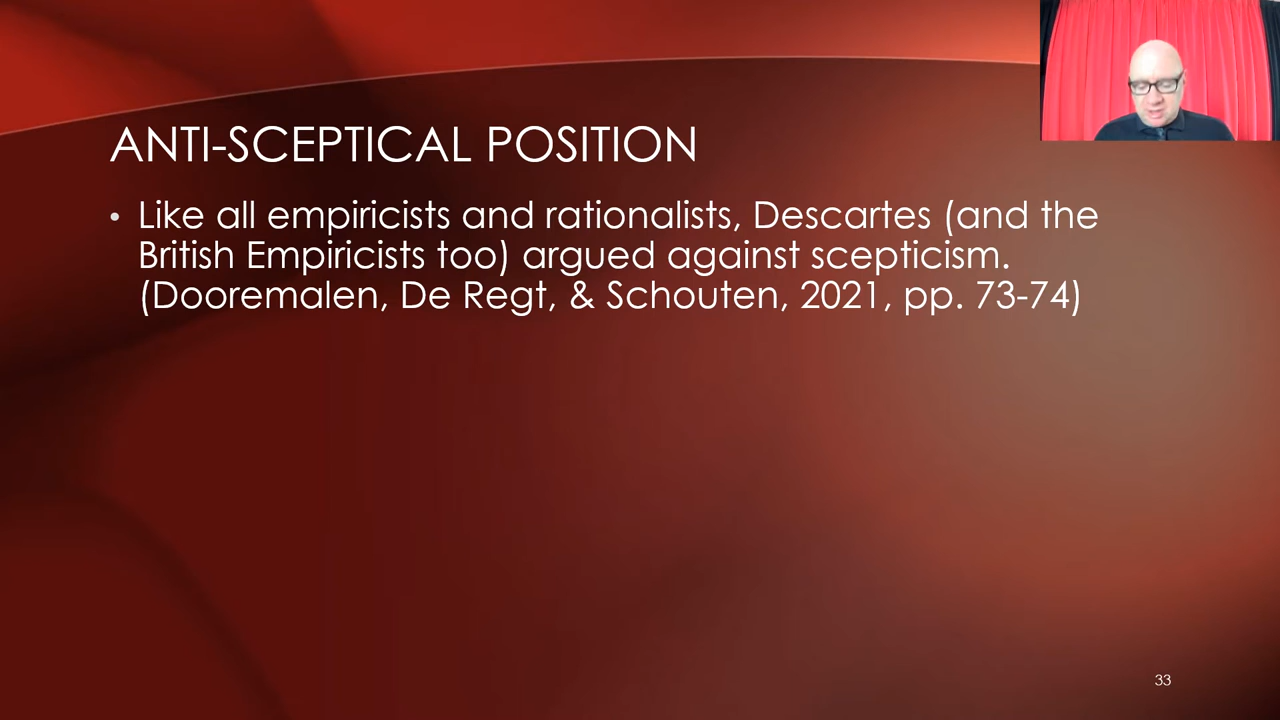 ANTI-SCEPTICAL POSITION
• Like all empiricists and rationalists, Descartes (and the
British Empiricists too) argued against scepticism.
(Dooremalen, De Regt, & Schouten, 2021, pp. 73-74)
33